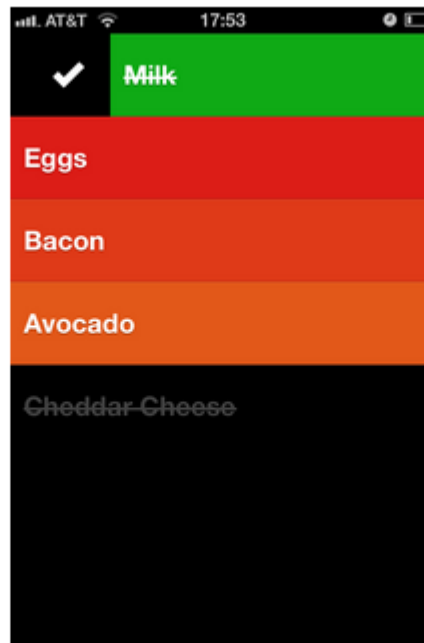 AT&T 17:53
Milk
Eggs
Bacon
Avocado
Cheddar Cheese